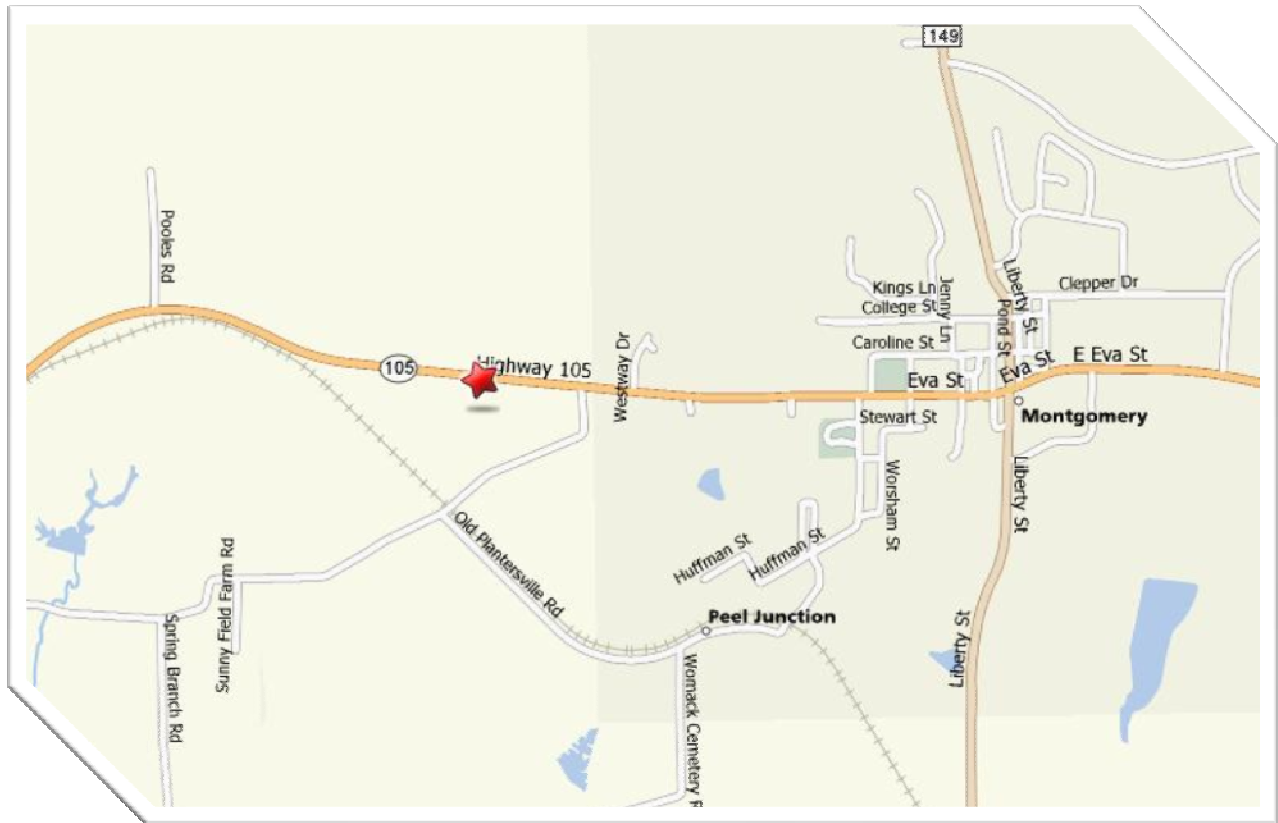 149
Pooles Rd
Liberty St
Clepper Dr
Kings Ln
Jenny Ln
College St
Pond St
Caroline St
Westway Dr
105
Highway 105
Eva St
Eva St
E Eva St
Stewart St
Montgomery
Worsham St
Liberty St
Old Plantersville Rd
Huffman St
Huffman St
Sunny Field Farm Rd
Peel Junction
Liberty St
Spring Branch Rd
Womack Cemetery R